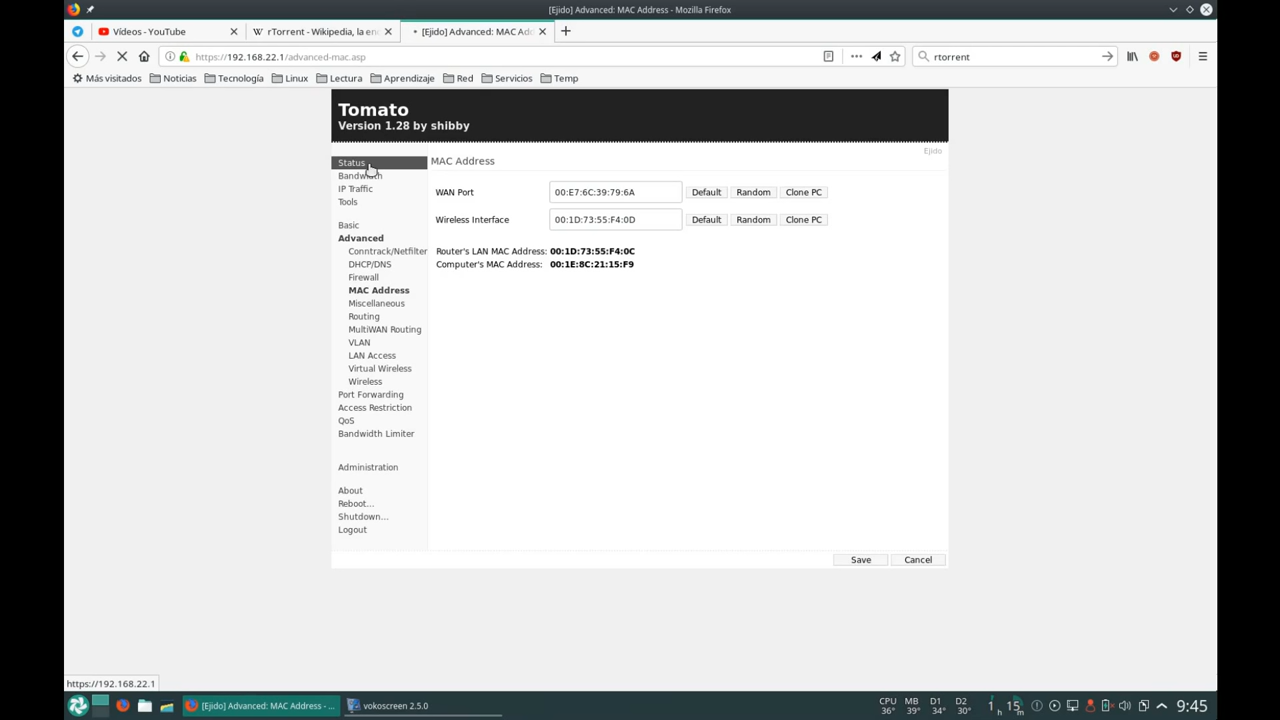 [Ejido] Advanced: MAC Address - Mozilla Firefox
Vídeos - YouTube
W rTorrent - Wikipedia, la en
[Ejido] Advanced: MAC Ad
https://192.168.22.1/advanced-mac.asp
rtorrent
Más visitados Noticias Tecnología Linux Lectura Aprendizaje Red Servicios Temp
Tomato
Version 1.28 by shibby
Ejido
Status
Bandwidth
IP Traffic
Tools
Basic
Advanced
Conntrack/Netfilter
DHCP/DNS
Firewall
MAC Address
Miscellaneous
Routing
MultiWAN Routing
VLAN
LAN Access
Virtual Wireless
Wireless
Port Forwarding
Access Restriction
QoS
Bandwidth Limiter
Administration
About
Reboot...
Shutdown...
Logout
MAC Address
WAN Port 00:E7:6C:39:79:6A Default Random Clone PC
Wireless Interface 00:1D:73:55:F4:0D Default Random Clone PC
Router's LAN MAC Address: 00:1D:73:55:F4:0C
Computer's MAC Address: 00:1E:8C:21:15:F9
Save Cancel
https://192.168.22.1
[Ejido] Advanced: MAC Address - ...
vokoscreen 2.5.0
CPU MB D1 D2
36° 39° 34° 30°
1 h 15 m
9:45